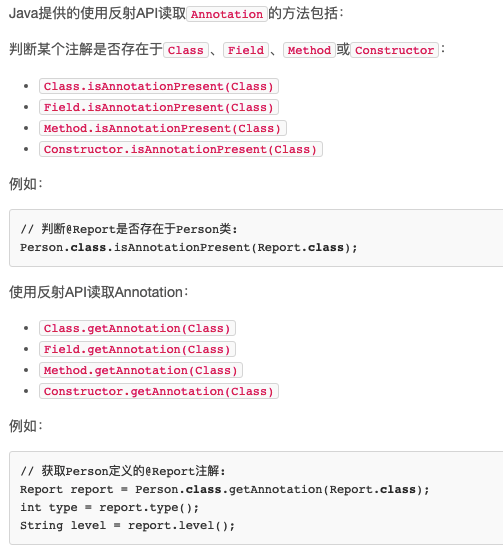 Java提供的使用反射API读取Annotation的方法包括：
判断某个注解是否存在于Class、Field、Method或Constructor：
• Class.isAnnotationPresent(Class)
• Field.isAnnotationPresent(Class)
• Method.isAnnotationPresent(Class)
• Constructor.isAnnotationPresent(Class)
例如：
// 判断@Report是否存在于Person类：
Person.class.isAnnotationPresent(Report.class);
使用反射API读取Annotation：
• Class.getAnnotation(Class)
• Field.getAnnotation(Class)
• Method.getAnnotation(Class)
• Constructor.getAnnotation(Class)
例如：
// 获取Person定义的@Report注解：
Report report = Person.class.getAnnotation(Report.class);
int type = report.type();
String level = report.level();